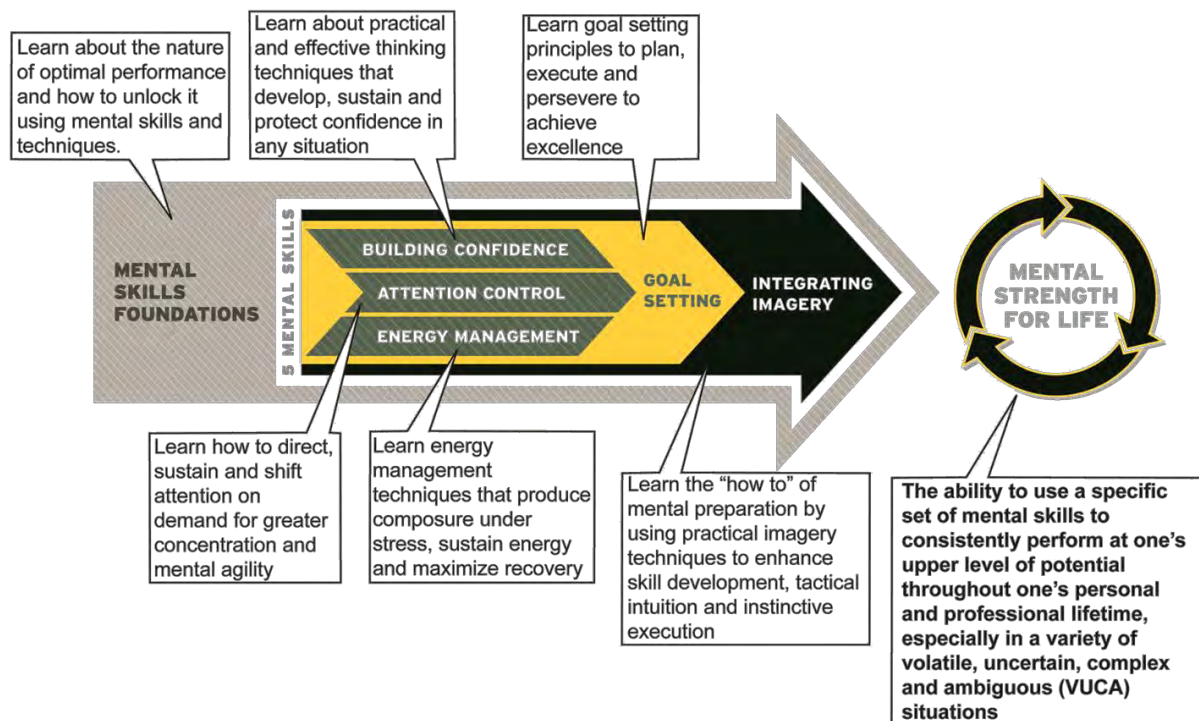 Learn about the nature
of optimal performance
and how to unlock it
using mental skills and
techniques.
Learn about practical
and effective thinking
techniques that
develop, sustain and
protect confidence in
any situation
Learn goal setting
principles to plan,
execute and
persevere to
achieve
excellence
MENTAL
SKILLS
FOUNDATIONS
5 MENTAL SKILLS
BUILDING CONFIDENCE
ATTENTION CONTROL
ENERGY MANAGEMENT
GOAL
SETTING
INTEGRATING
IMAGERY
MENTAL
STRENGTH
FOR LIFE
Learn how to direct,
sustain and shift
attention on
demand for greater
concentration and
mental agility
Learn energy
management
techniques that produce
composure under
stress, sustain energy
and maximize recovery
Learn the “how to” of
mental preparation by
using practical imagery
techniques to enhance
skill development, tactical
intuition and instinctive
execution
The ability to use a specific
set of mental skills to
consistently perform at one’s
upper level of potential
throughout one’s personal
and professional lifetime,
especially in a variety of
volatile, uncertain, complex
and ambiguous (VUCA)
situations